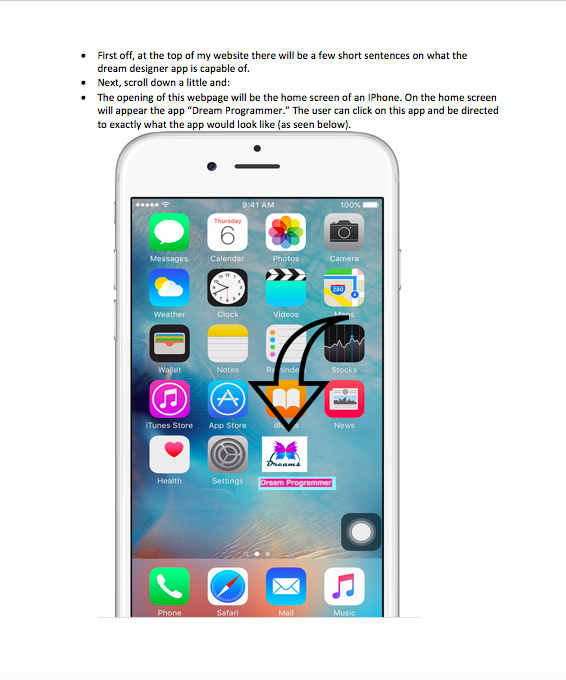 • First off, at the top of my website there will be a few short sentences on what the
dream designer app is capable of.
• Next, scroll down a little and:
• The opening of this webpage will be the home screen of an IPhone. On the home screen
will appear the app “Dream Programmer.” The user can click on this app and be directed
to exactly what the app would look like (as seen below).
9:41 AM 100%
Thursday
6
Messages Calendar Photos Camera
280
Weather Clock Videos Maps
Wallet Notes Reminde Stocks
iTunes Store App Store iB s News
Dreams
Health Settings Dream Programmer
Phone Safari Mail Music